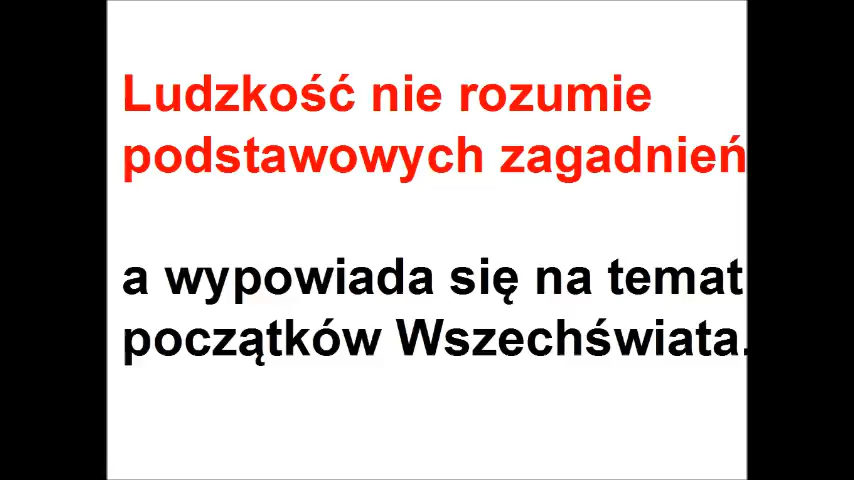 Ludzkość nie rozumie
podstawowych zagadnień
a wypowiada się na temat
początków Wszechświata.